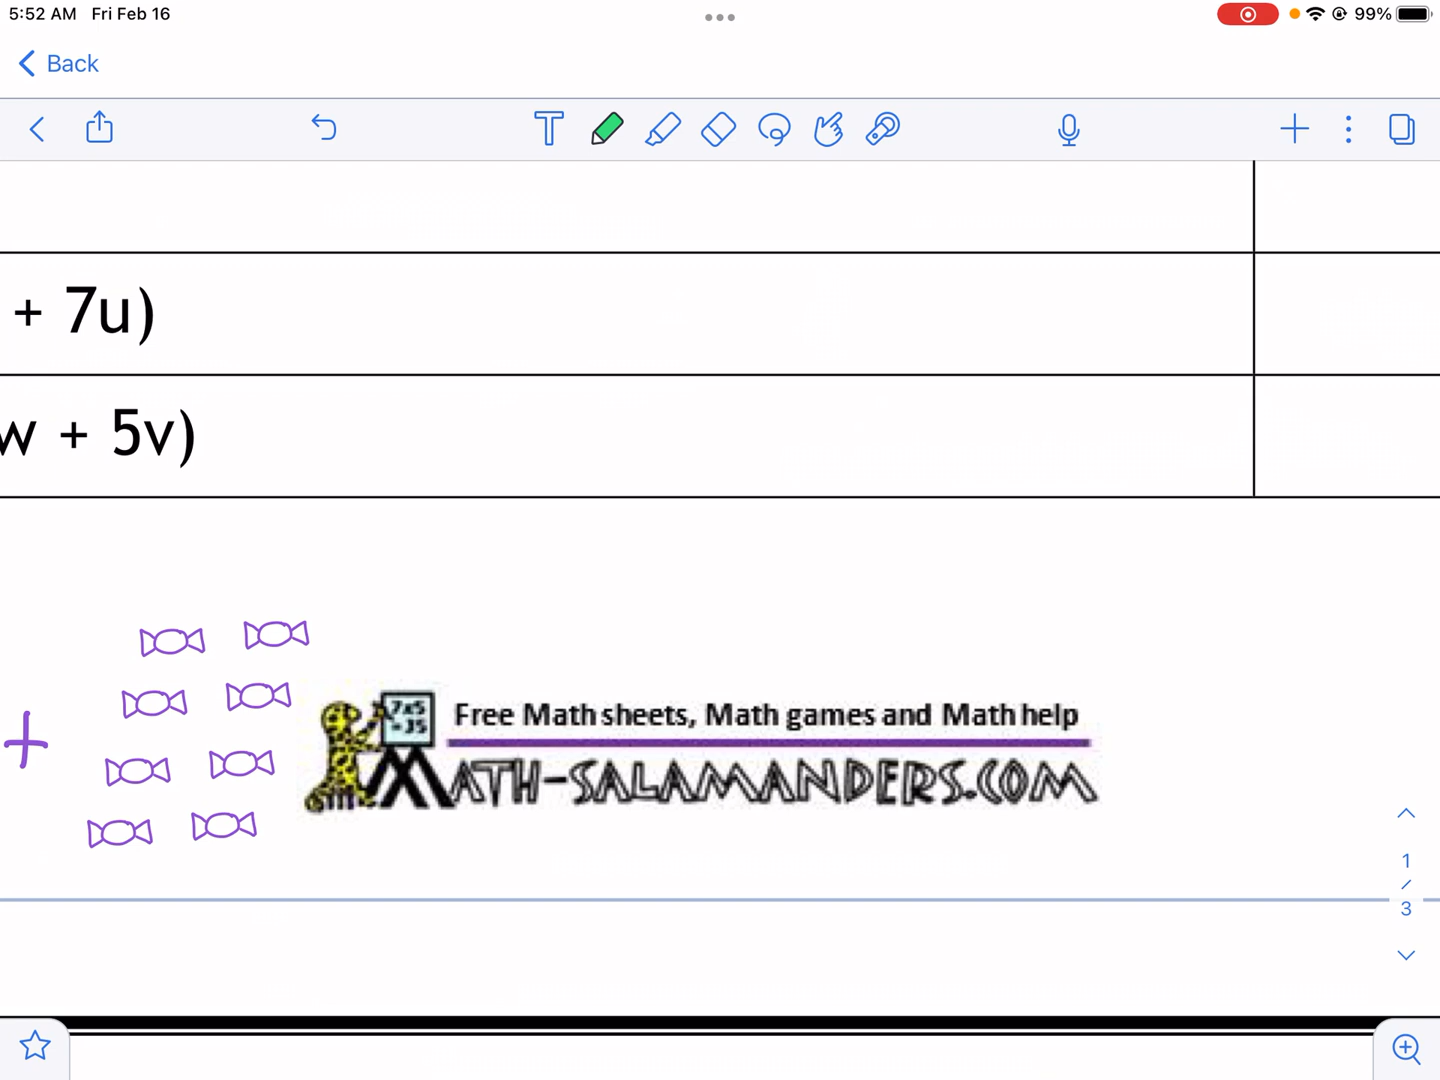 5:52 AM Fri Feb 16
99%
Back
T
+ 7u)
w + 5v)
+
7x5
=35
Free Math sheets, Math games and Math help
MATH-SALAMANDERS.COM
1
/
3